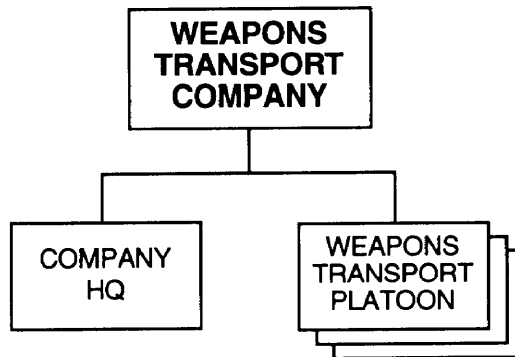 WEAPONS
TRANSPORT
COMPANY
COMPANY
HQ
WEAPONS
TRANSPORT
PLATOON